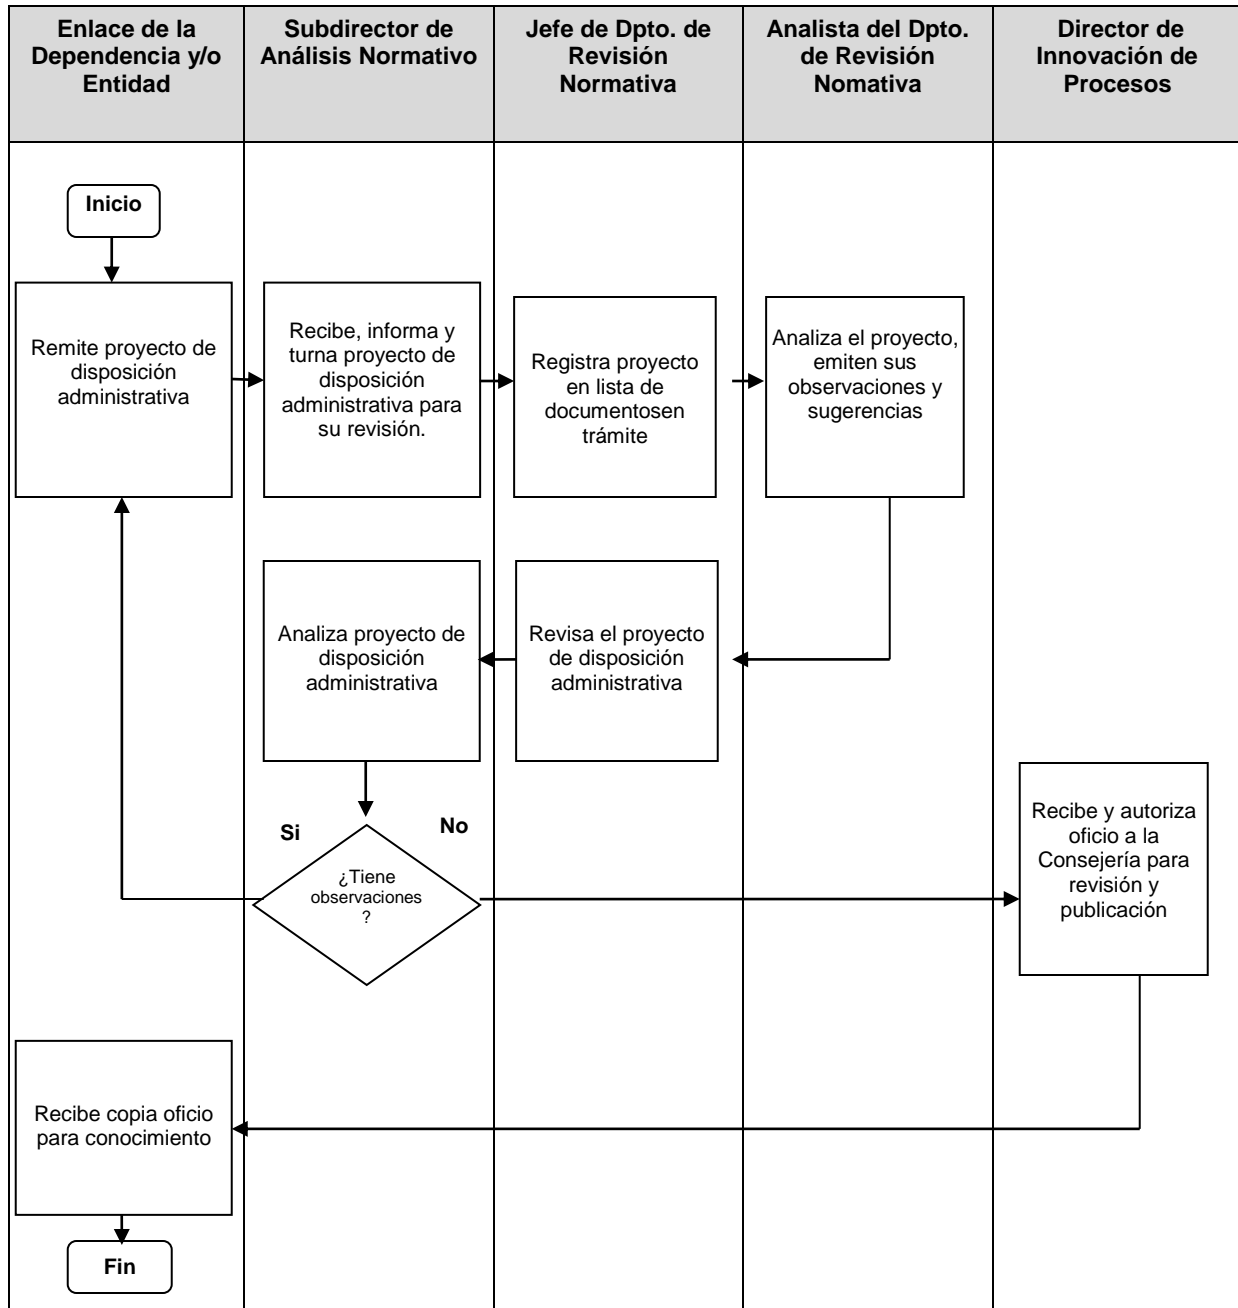 Enlace de la
Dependencia y/o
Entidad
Subdirector de
Análisis Normativo
Jefe de Dpto. de
Revisión
Normativa
Analista del Dpto.
de Revisión
Nomativa
Director de
Innovación de
Procesos
Inicio
Remite proyecto de
disposición
administrativa
Recibe, informa y
turna proyecto de
disposición
administrativa para
su revisión.
Registra proyecto
en lista de
documentosen
trámite
Analiza el proyecto,
emiten sus
observaciones y
sugerencias
Analiza proyecto de
disposición
administrativa
Revisa el proyecto
de disposición
administrativa
Si
No
¿Tiene
observaciones
?
Recibe y autoriza
oficio a la
Consejería para
revisión y
publicación
Recibe copia oficio
para conocimiento
Fin